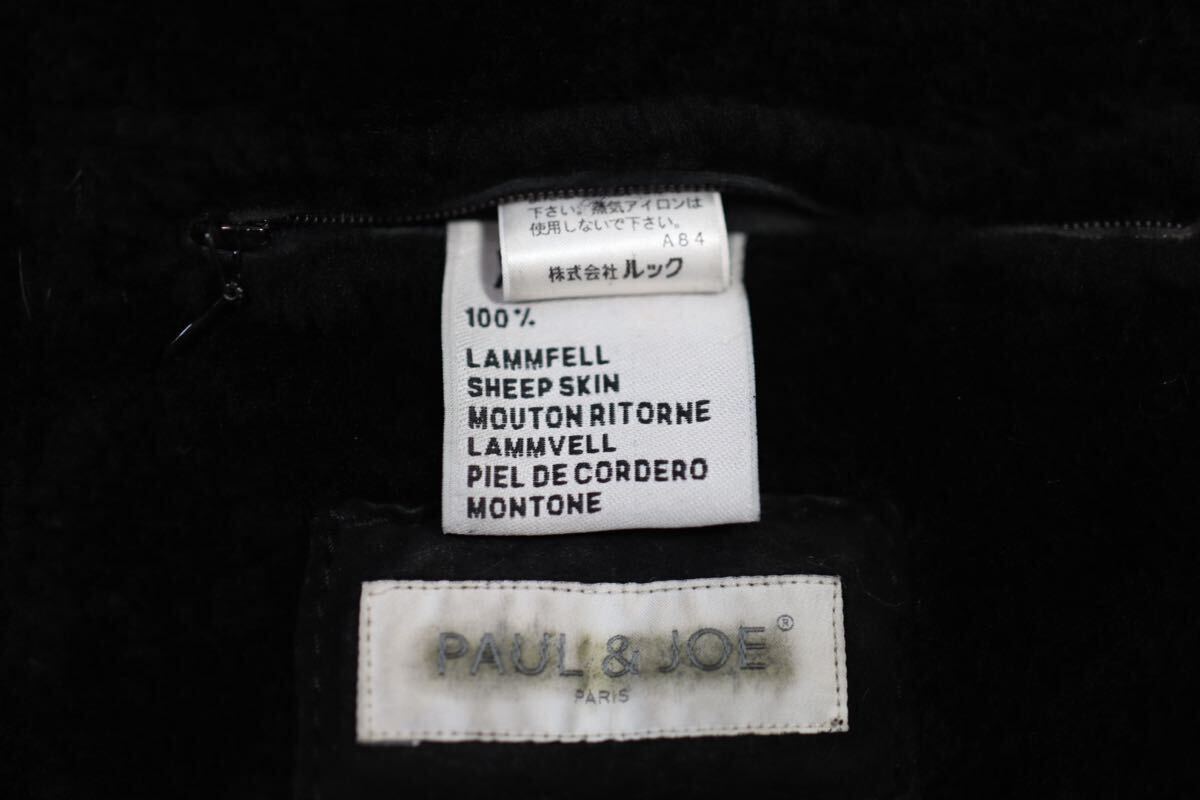 下さい。蒸気アイロンは
使用しないで下さい。
A84
株式会社 ルック
100%
LAMMFELL
SHEEP SKIN
MOUTON RITORNE
LAMMVELL
PIEL DE CORDERO
MONTONE
PAUL & JOE®
PARIS